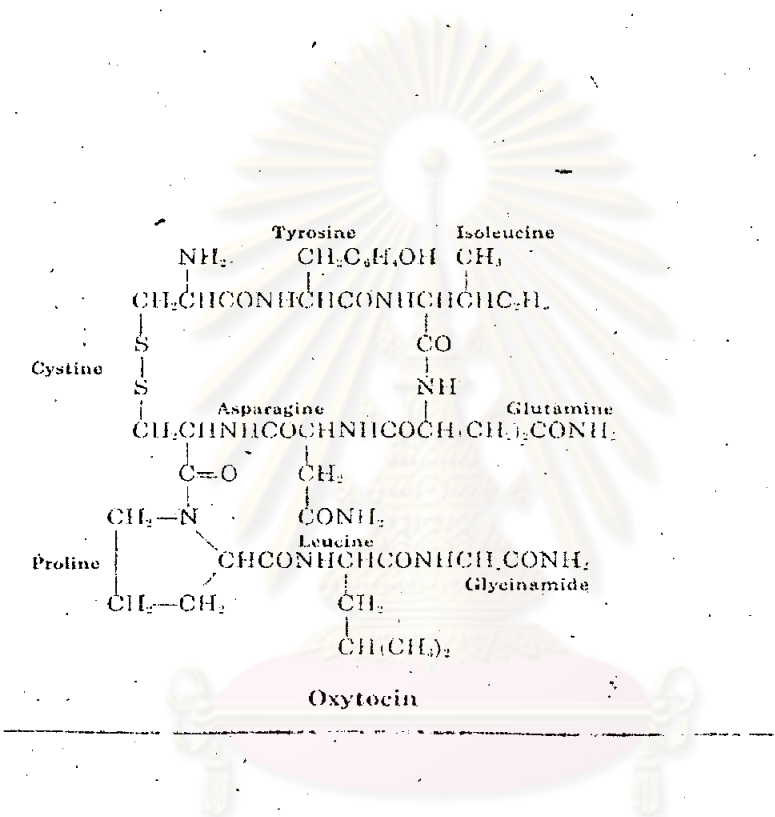 Tyrosine Isoleucine
NH₂ CH₂C₆H₄OH CH₃
CH₂CHCONHCHCONHCHCHC₂H₅
S CO
Cystine
S NH
Asparagine Glutamine
CH₂CHNHCOCHNHCOCH(CH₂)₂CONH₂
C=O CH₂
CH₂—N CONH₂
Leucine
Proline CHCONHCHCONHCH₂CONH₂
Glycinamide
CH₂—CH₂ CH₂
CH(CH₃)₂
Oxytocin